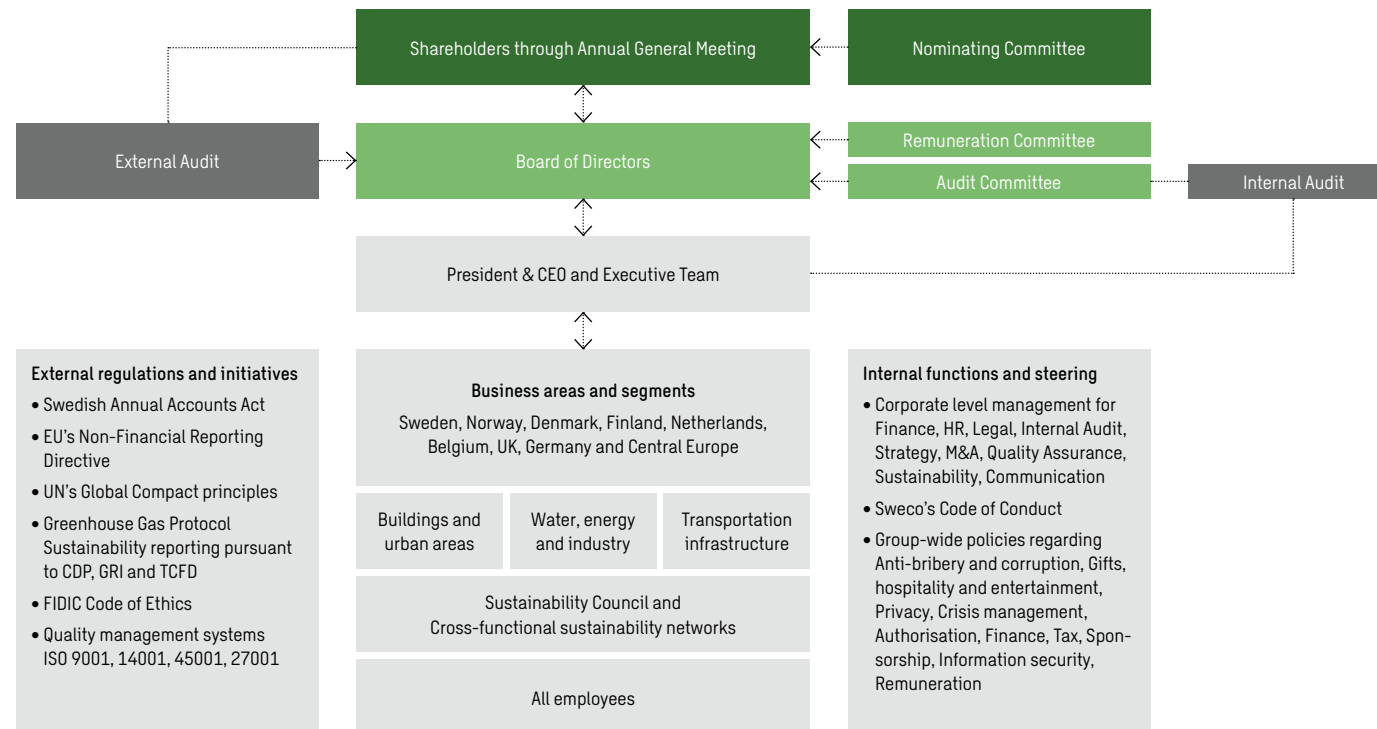 Shareholders through Annual General Meeting
Nominating Committee
External Audit
Board of Directors
Remuneration Committee
Audit Committee
Internal Audit
President & CEO and Executive Team
External regulations and initiatives
• Swedish Annual Accounts Act
• EU's Non-Financial Reporting
Directive
• UN's Global Compact principles
• Greenhouse Gas Protocol
Sustainability reporting pursuant
to CDP, GRI and TCFD
• FIDIC Code of Ethics
• Quality management systems
ISO 9001, 14001, 45001, 27001
Business areas and segments
Sweden, Norway, Denmark, Finland, Netherlands,
Belgium, UK, Germany and Central Europe
Buildings and
urban areas
Water, energy
and industry
Transportation
infrastructure
Sustainability Council and
Cross-functional sustainability networks
All employees
Internal functions and steering
• Corporate level management for
Finance, HR, Legal, Internal Audit,
Strategy, M&A, Quality Assurance,
Sustainability, Communication
• Sweco's Code of Conduct
• Group-wide policies regarding
Anti-bribery and corruption, Gifts,
hospitality and entertainment,
Privacy, Crisis management,
Authorisation, Finance, Tax, Spon-
sorship, Information security,
Remuneration